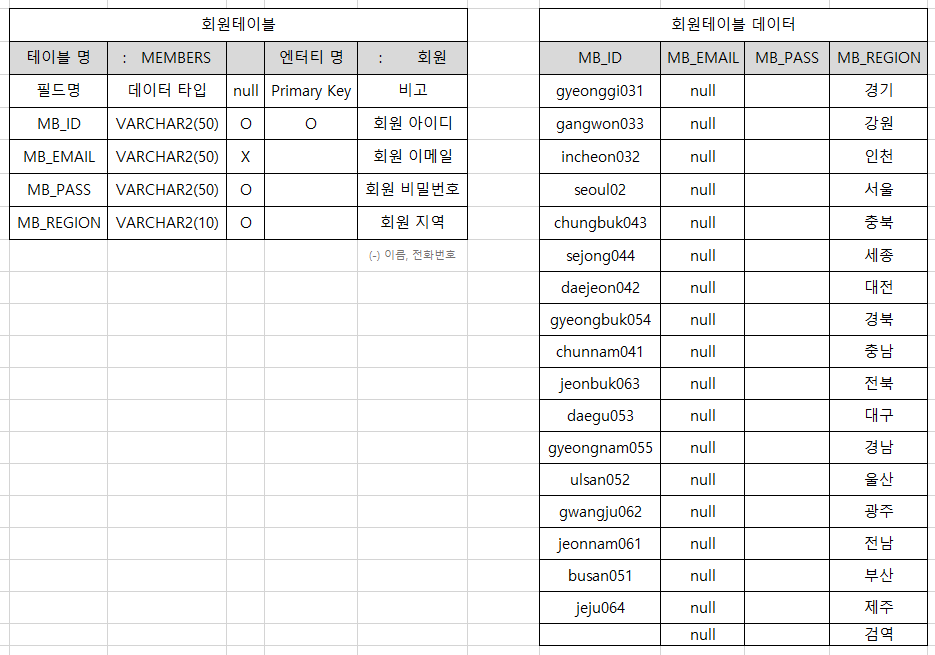 회원테이블
테이블 명 : MEMBERS 엔터티 명 : 회원
필드명 데이터 타입 null Primary Key 비고
MB_ID VARCHAR2(50) O O 회원 아이디
MB_EMAIL VARCHAR2(50) X 회원 이메일
MB_PASS VARCHAR2(50) O 회원 비밀번호
MB_REGION VARCHAR2(10) O 회원 지역
(-) 이름, 전화번호
회원테이블 데이터
MB_ID MB_EMAIL MB_PASS MB_REGION
gyeonggi031 null 경기
gangwon033 null 강원
incheon032 null 인천
seoul02 null 서울
chungbuk043 null 충북
sejong044 null 세종
daejeon042 null 대전
gyeongbuk054 null 경북
chunnam041 null 충남
jeonbuk063 null 전북
daegu053 null 대구
gyeongnam055 null 경남
ulsan052 null 울산
gwangju062 null 광주
jeonnam061 null 전남
busan051 null 부산
jeju064 null 제주
null 검역